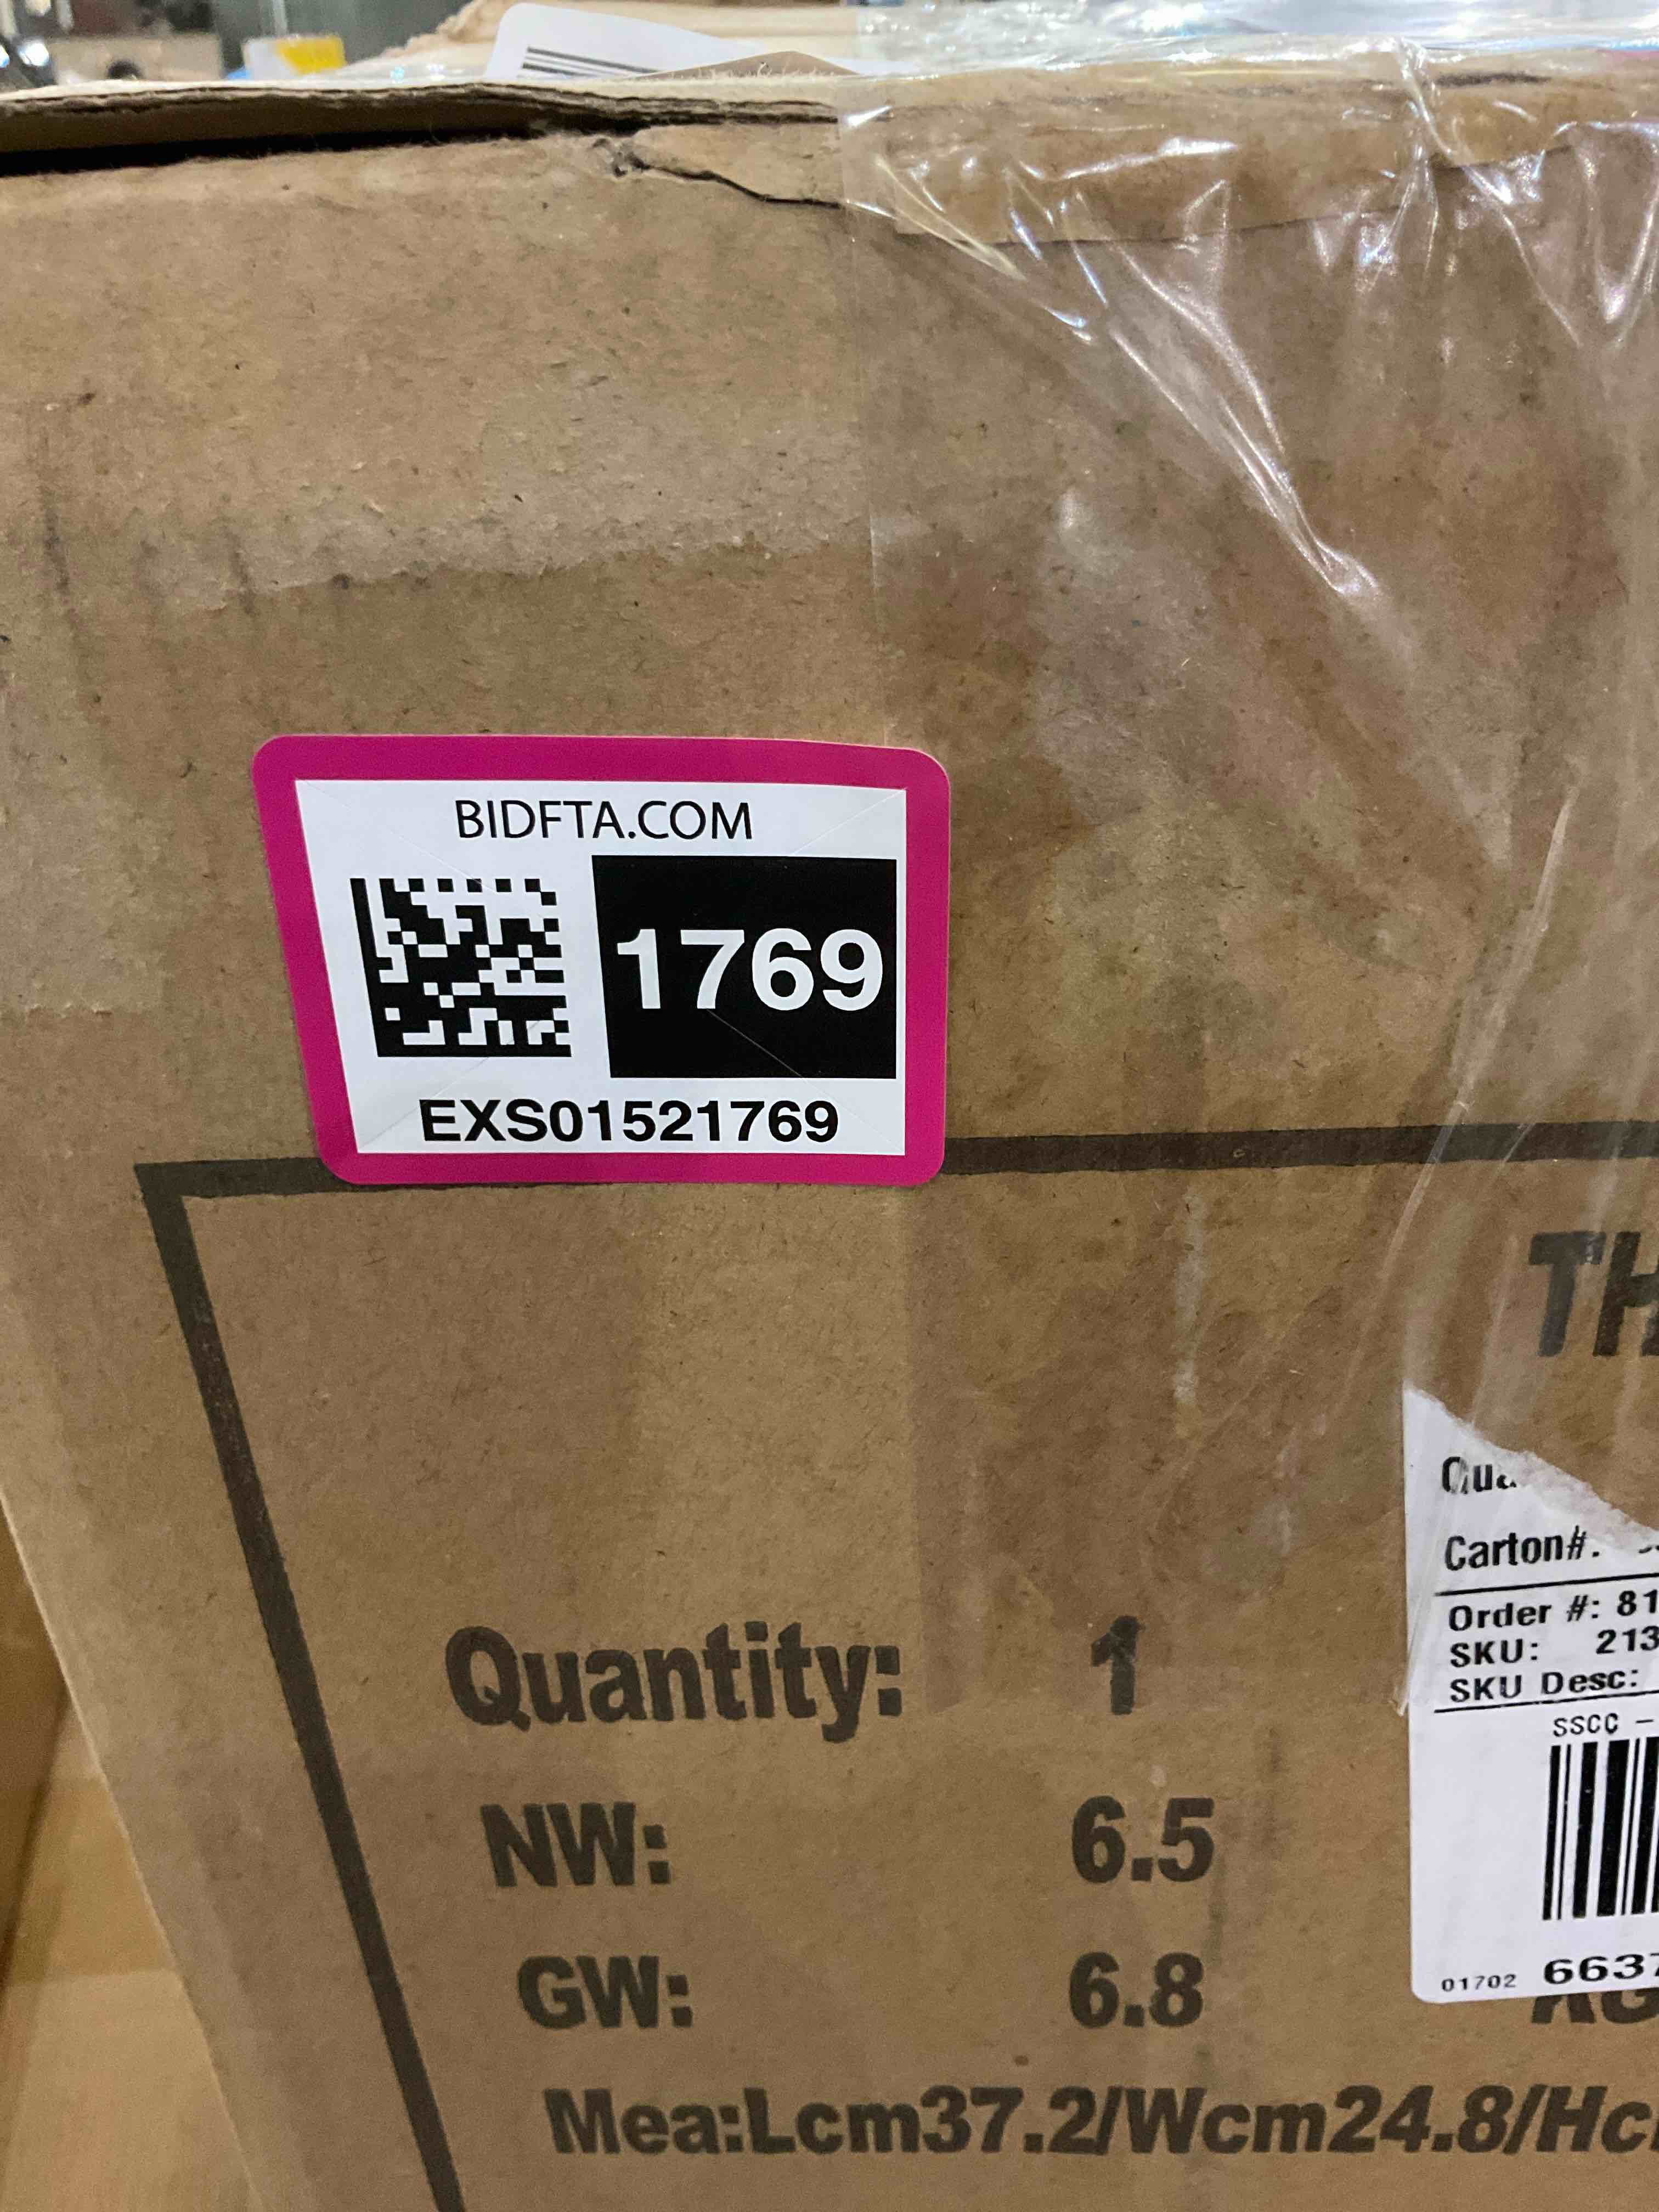 BIDFTA.COM
1769
EXS01521769
TH
Carton#.
Order #: 81
SKU: 213
SKU Desc:
SSCC -
01702 6637
Quantity: 1
NW: 6.5
GW: 6.8
Mea:Lcm37.2/Wcm24.8/Hc